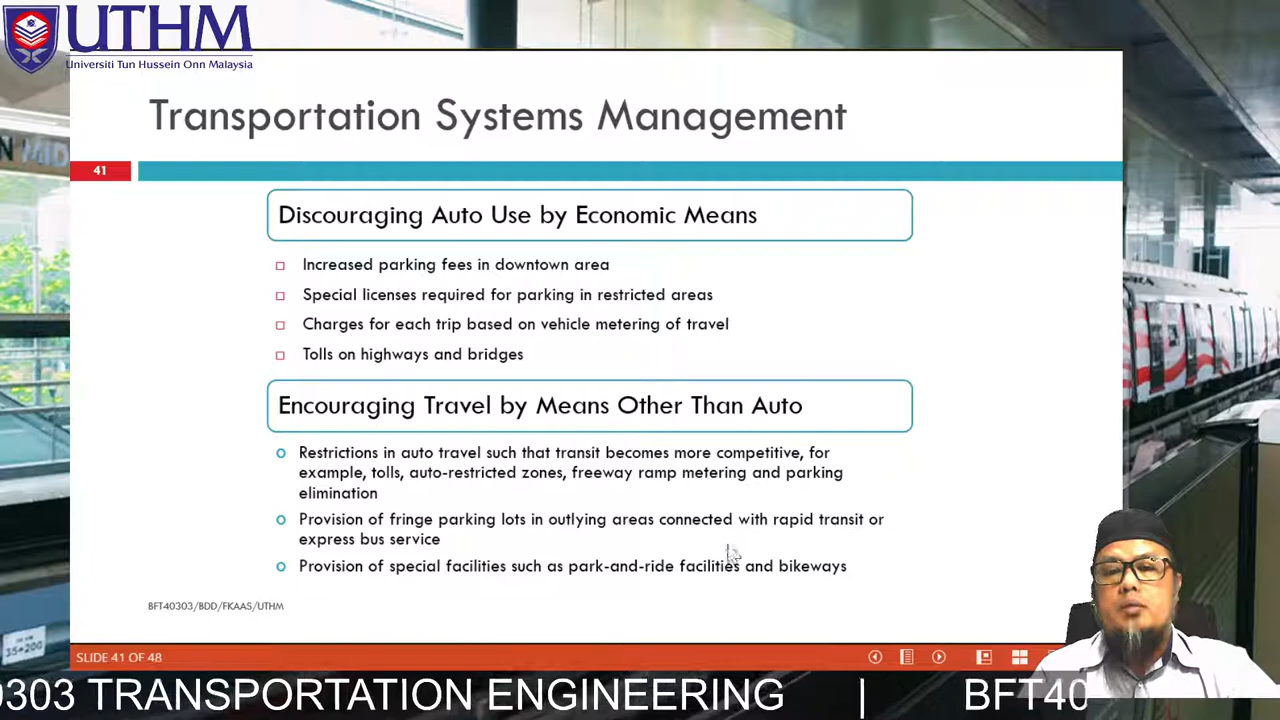 UTHM
Universiti Tun Hussein Onn Malaysia
N MID
Transportation Systems Management
41
Discouraging Auto Use by Economic Means
Increased parking fees in downtown area
Special licenses required for parking in restricted areas
Charges for each trip based on vehicle metering of travel
Tolls on highways and bridges
Encouraging Travel by Means Other Than Auto
Restrictions in auto travel such that transit becomes more competitive, for
example, tolls, auto-restricted zones, freeway ramp metering and parking
elimination
Provision of fringe parking lots in outlying areas connected with rapid transit or
express bus service
Provision of special facilities such as park-and-ride facilities and bikeways
BFT40303/BDD/FKAAS/UTHM
35+200
SLIDE 41 OF 48
0303 TRANSPORTATION ENGINEERING | BFT40